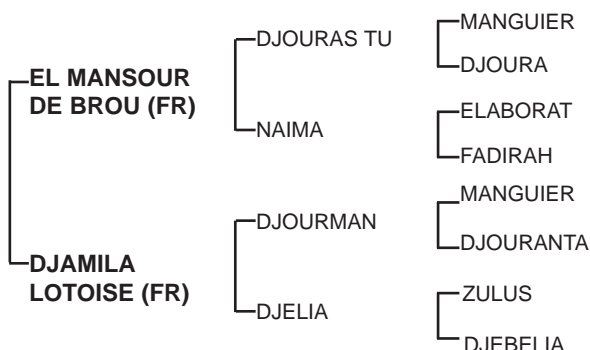 MANGUIER
DJOURAS TU
DJOURA
EL MANSOUR
DE BROU (FR)
ELABORAT
NAIMA
FADIRAH
MANGUIER
DJOURMAN
DJOURANTA
DJAMILA
LOTOISE (FR)
ZULUS
DJELIA
DJEBELIA